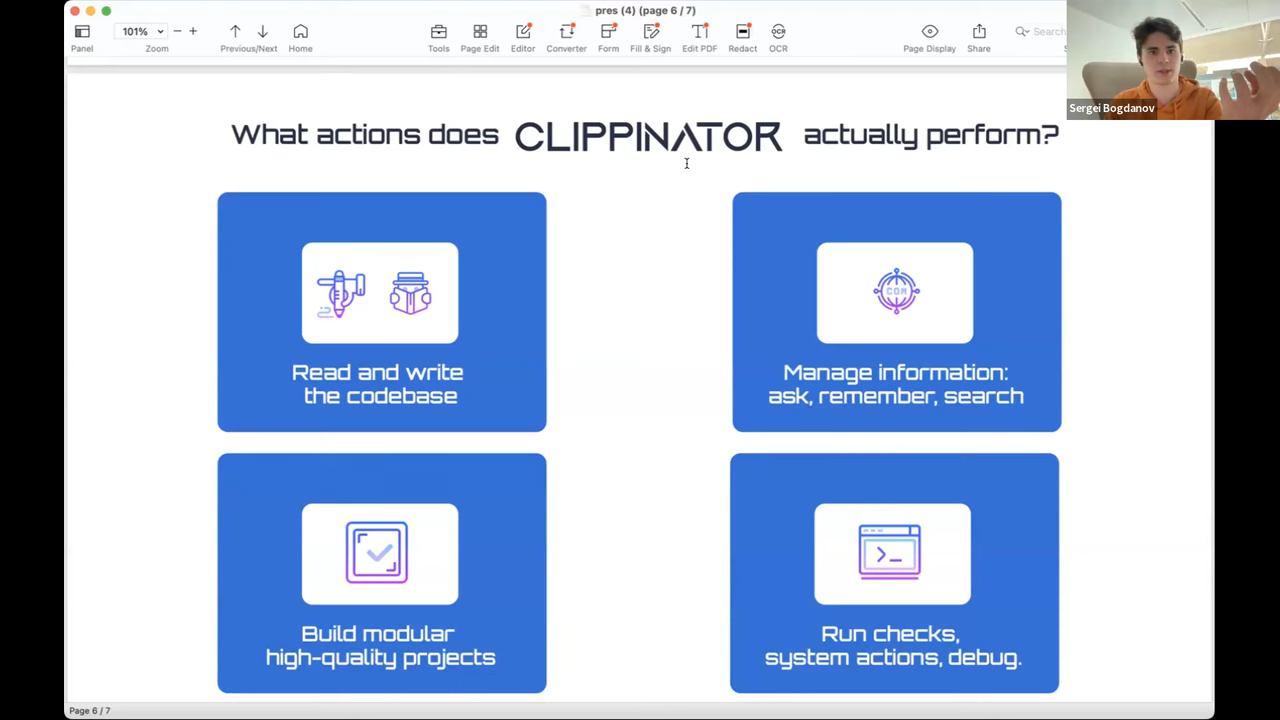 pres (4) (page 6 / 7)
101%
Panel
Zoom
Previous/Next
Home
Tools
Page Edit
Editor
Converter
Form
Fill & Sign
Edit PDF
Redact
OCR
OCR
Page Display
Share
Search
Sergei Bogdanov
What actions does CLIPPINATOR actually perform?
Read and write
the codebase
COM
Manage information:
ask, remember, search
Build modular
high-quality projects
Run checks,
system actions, debug.
Page 6 / 7